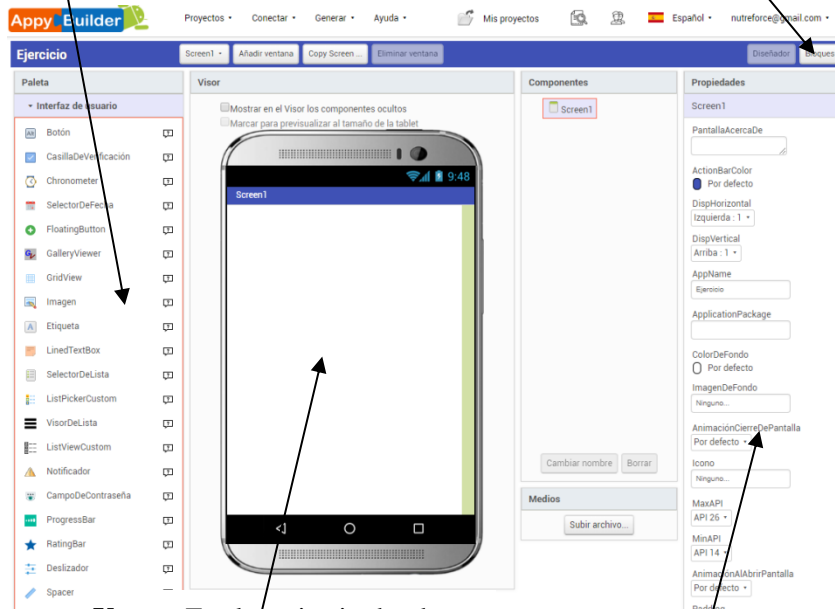 Appy Builder
Proyectos
Conectar
Generar
Ayuda
Mis proyectos
Español
nutreforce@gmail.com
Ejercicio
Screen1
Añadir ventana
Copy Screen ...
Eliminar ventana
Diseñador
Bloques
Paleta
Interfaz de usuario
Botón
CasillaDeVerificación
Chronometer
SelectorDeFecha
FloatingButton
GalleryViewer
GridView
Imagen
Etiqueta
LinedTextBox
SelectorDeLista
ListPickerCustom
VisorDeLista
ListViewCustom
Notificador
CampoDeContraseña
ProgressBar
RatingBar
Deslizador
Spacer
Visor
Mostrar en el Visor los componentes ocultos
Marcar para previsualizar al tamaño de la tablet
9:48
Screen1
Componentes
Screen1
Cambiar nombre
Borrar
Medios
Subir archivo...
Propiedades
Screen1
PantallaAcercaDe
ActionBarColor
Por defecto
DispHorizontal
Izquierda : 1
DispVertical
Arriba : 1
AppName
Ejercicio
ApplicationPackage
ColorDeFondo
Por defecto
ImagenDeFondo
Ninguno...
AnimaciónCierreDePantalla
Por defecto
Icono
Ninguno...
MaxAPI
API 26
MinAPI
API 14
AnimaciónAlAbrirPantalla
Por defecto